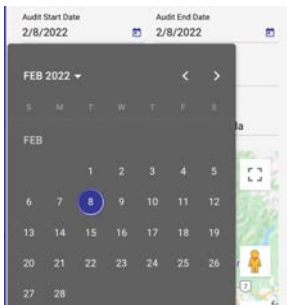 Audit Start Date Audit End Date
2/8/2022 2/8/2022
FEB 2022
S M T W T F S
la
FEB
1 2 3 4 5
6 7 8 9 10 11 12
13 14 15 16 17 18 19
20 21 22 23 24 25 26
7
27 28